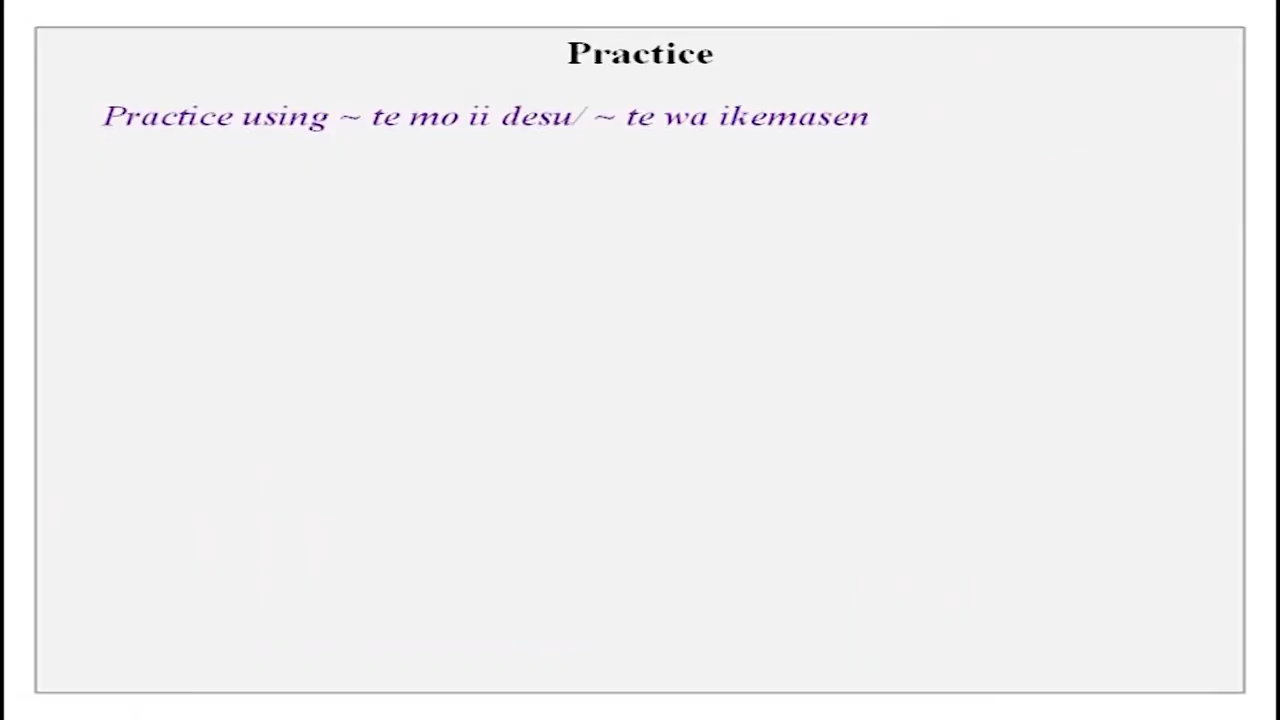 Practice
Practice using ~ te mo ii desu/ ~ te wa ikemasen